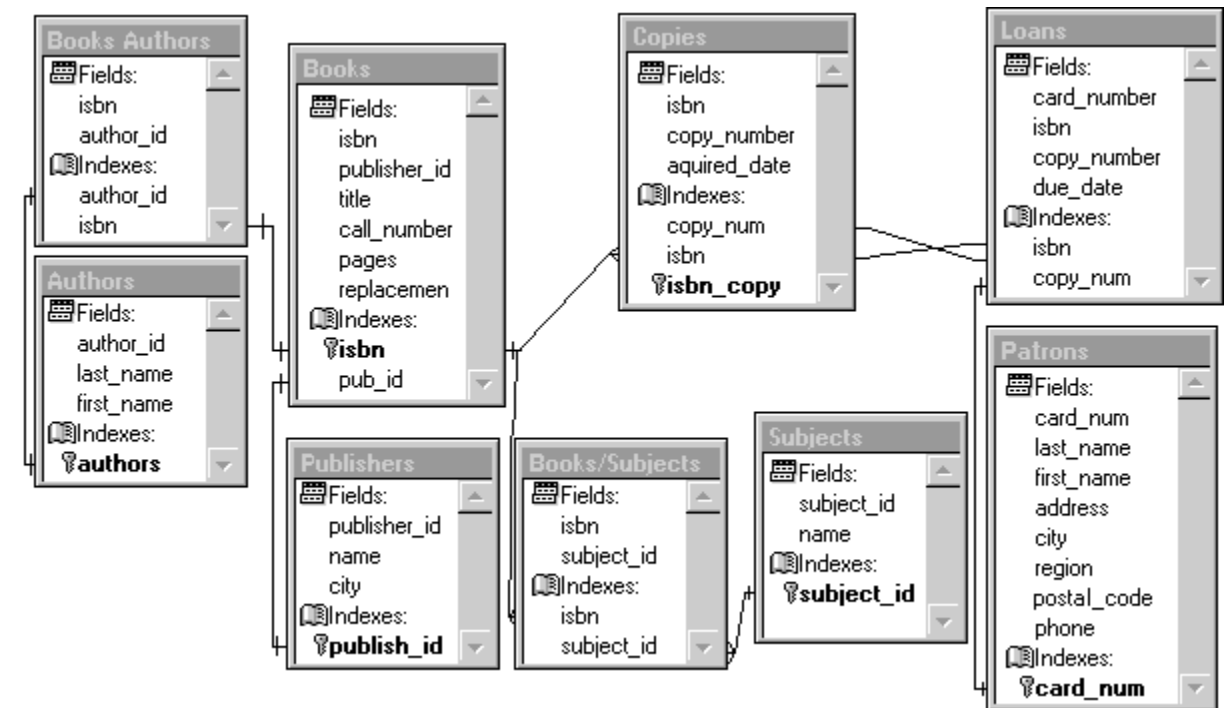 Books Authors
Fields:
isbn
author_id
Indexes:
author_id
isbn
Authors
Fields:
author_id
last_name
first_name
Indexes:
authors
Books
Fields:
isbn
publisher_id
title
call_number
pages
replacemen
Indexes:
isbn
pub_id
Publishers
Fields:
publisher_id
name
city
Indexes:
publish_id
Copies
Fields:
isbn
copy_number
aquired_date
Indexes:
copy_num
isbn
isbn_copy
Books/Subjects
Fields:
isbn
subject_id
Indexes:
isbn
subject_id
Subjects
Fields:
subject_id
name
Indexes:
subject_id
Loans
Fields:
card_number
isbn
copy_number
due_date
Indexes:
isbn
copy_num
Patrons
Fields:
card_num
last_name
first_name
address
city
region
postal_code
phone
Indexes:
card_num